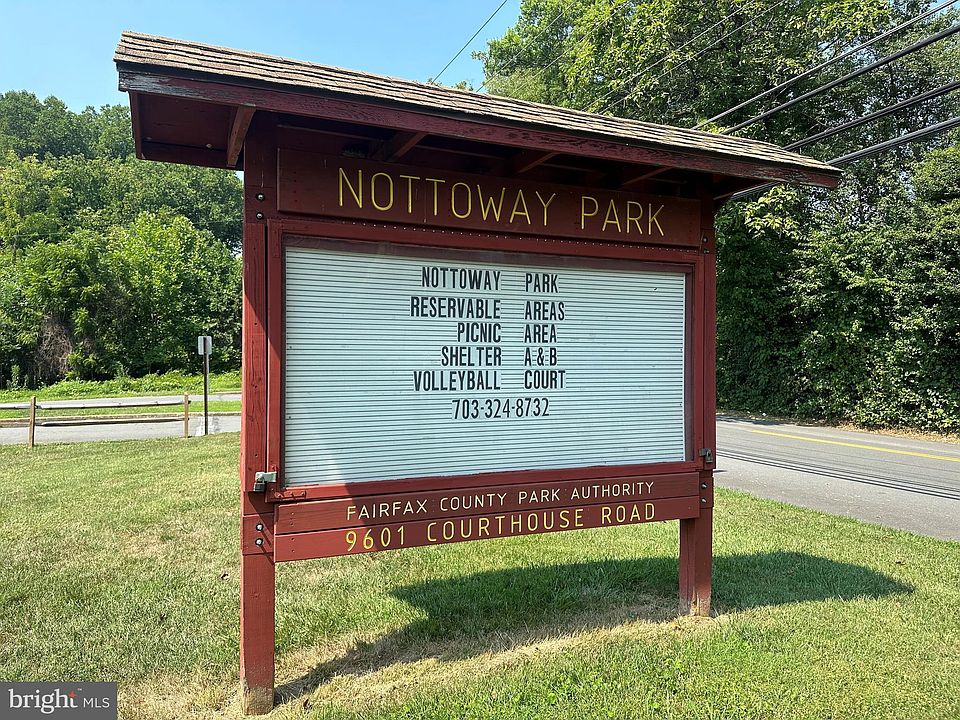 NOTTOWAY PARK
NOTTOWAY PARK
RESERVABLE AREAS
PICNIC AREA
SHELTER A & B
VOLLEYBALL COURT
703-324-8732
FAIRFAX COUNTY PARK AUTHORITY
9601 COURTHOUSE ROAD
bright MLS